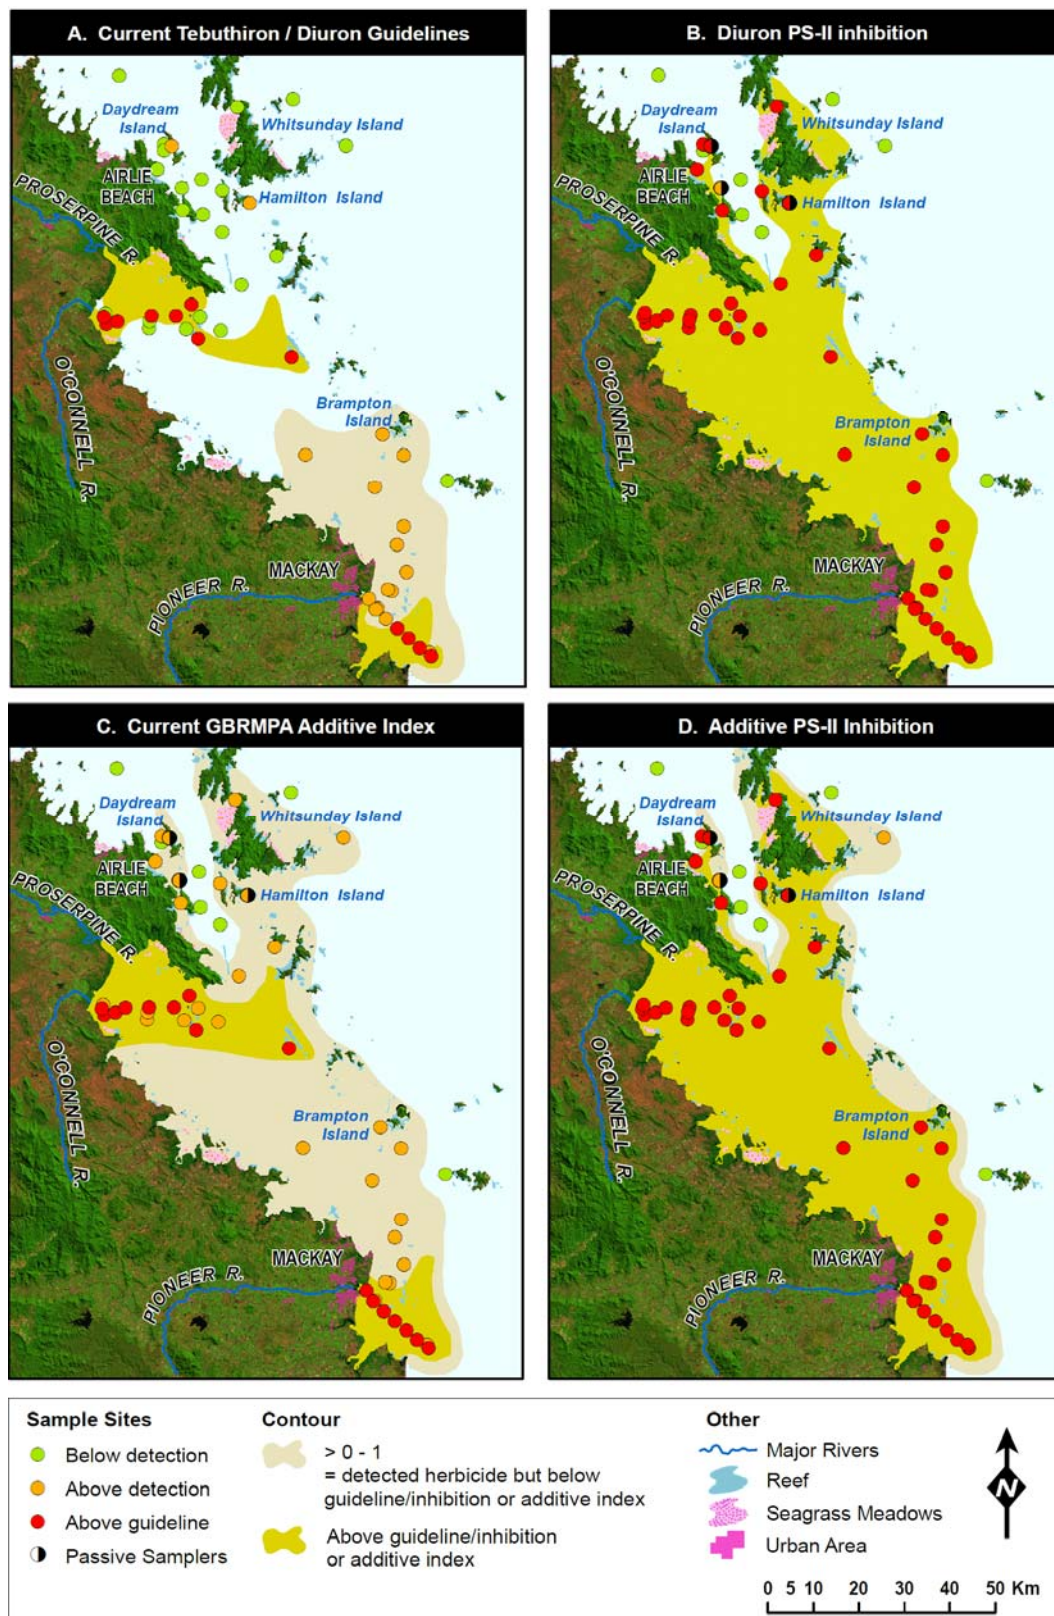 A. Current Tebuthiron / Diuron Guidelines
Daydream
Island
Whitsunday Island
AIRLIE
BEACH
Hamilton Island
PROSERPINE R.
O'CONNELL R.
Brampton
Island
MACKAY
PIONEER R.
B. Diuron PS-II inhibition
Daydream
Island
Whitsunday Island
AIRLIE
BEACH
Hamilton Island
PROSERPINE R.
O'CONNELL R.
Brampton
Island
MACKAY
PIONEER R.
C. Current GBRMPA Additive Index
Daydream
Island
Whitsunday Island
AIRLIE
BEACH
Hamilton Island
PROSERPINE R.
O'CONNELL R.
Brampton
Island
MACKAY
PIONEER R.
D. Additive PS-II Inhibition
Daydream
Island
Whitsunday Island
AIRLIE
BEACH
Hamilton Island
PROSERPINE R.
O'CONNELL R.
Brampton
Island
MACKAY
PIONEER R.
Sample Sites
Below detection
Above detection
Above guideline
Passive Samplers
Contour
> 0 - 1
= detected herbicide but below
guideline/inhibition or additive index
Above guideline/inhibition
or additive index
Other
Major Rivers
Reef
Seagrass Meadows
Urban Area
N
0 5 10 20 30 40 50 Km